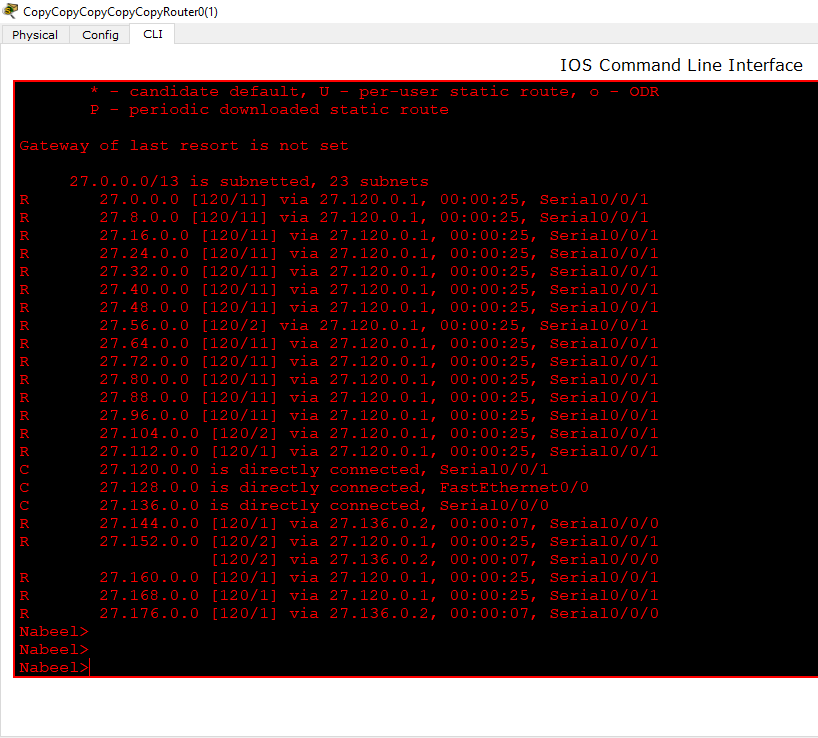 CopyCopyCopyCopyCopyRouter0(1)
Physical Config CLI
IOS Command Line Interface
* - candidate default, U - per-user static route, o - ODR
P - periodic downloaded static route
Gateway of last resort is not set
27.0.0.0/13 is subnetted, 23 subnets
R 27.0.0.0 [120/11] via 27.120.0.1, 00:00:25, Serial0/0/1
R 27.8.0.0 [120/11] via 27.120.0.1, 00:00:25, Serial0/0/1
R 27.16.0.0 [120/11] via 27.120.0.1, 00:00:25, Serial0/0/1
R 27.24.0.0 [120/11] via 27.120.0.1, 00:00:25, Serial0/0/1
R 27.32.0.0 [120/11] via 27.120.0.1, 00:00:25, Serial0/0/1
R 27.40.0.0 [120/11] via 27.120.0.1, 00:00:25, Serial0/0/1
R 27.48.0.0 [120/11] via 27.120.0.1, 00:00:25, Serial0/0/1
R 27.56.0.0 [120/2] via 27.120.0.1, 00:00:25, Serial0/0/1
R 27.64.0.0 [120/11] via 27.120.0.1, 00:00:25, Serial0/0/1
R 27.72.0.0 [120/11] via 27.120.0.1, 00:00:25, Serial0/0/1
R 27.80.0.0 [120/11] via 27.120.0.1, 00:00:25, Serial0/0/1
R 27.88.0.0 [120/11] via 27.120.0.1, 00:00:25, Serial0/0/1
R 27.96.0.0 [120/11] via 27.120.0.1, 00:00:25, Serial0/0/1
R 27.104.0.0 [120/2] via 27.120.0.1, 00:00:25, Serial0/0/1
R 27.112.0.0 [120/1] via 27.120.0.1, 00:00:25, Serial0/0/1
C 27.120.0.0 is directly connected, Serial0/0/1
C 27.128.0.0 is directly connected, FastEthernet0/0
C 27.136.0.0 is directly connected, Serial0/0/0
R 27.144.0.0 [120/1] via 27.136.0.2, 00:00:07, Serial0/0/0
R 27.152.0.0 [120/2] via 27.120.0.1, 00:00:25, Serial0/0/1
[120/2] via 27.136.0.2, 00:00:07, Serial0/0/0
R 27.160.0.0 [120/1] via 27.120.0.1, 00:00:25, Serial0/0/1
R 27.168.0.0 [120/1] via 27.120.0.1, 00:00:25, Serial0/0/1
R 27.176.0.0 [120/1] via 27.136.0.2, 00:00:07, Serial0/0/0
Nabeel>
Nabeel>
Nabeel>